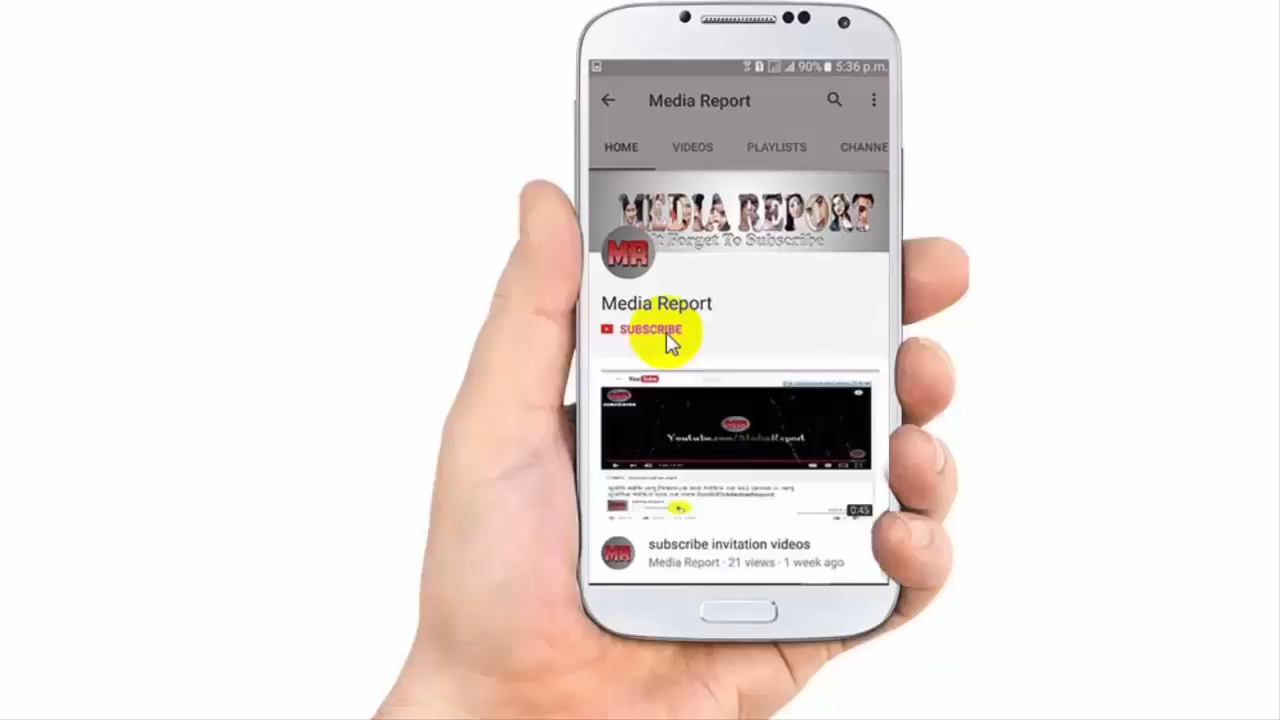 90% 5:36 p.m.
Media Report
HOME VIDEOS PLAYLISTS CHANNE
MEDIA REPORT
Forget To Subscribe
MR
Media Report
SUBSCRIBE
YouTube
Youtube.com/MediaReport
0:45
MR
subscribe invitation videos
Media Report · 21 views · 1 week ago